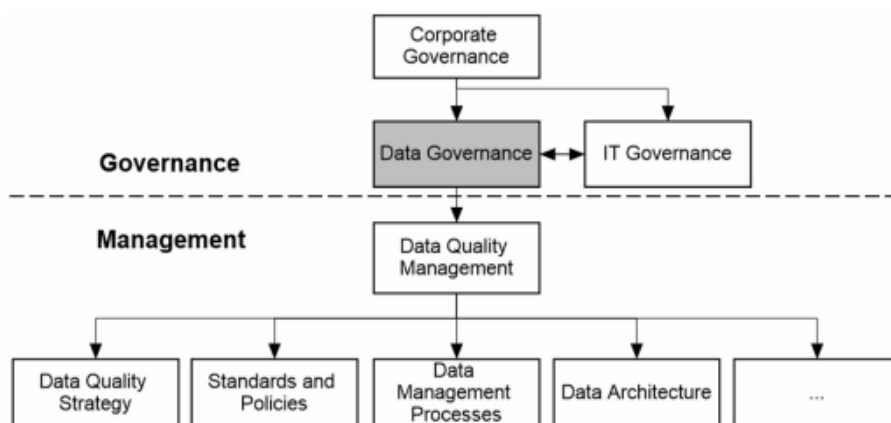 Corporate
Governance
Data Governance
IT Governance
Governance
Management
Data Quality
Management
Data Quality
Strategy
Standards and
Policies
Data
Management
Processes
Data Architecture
...